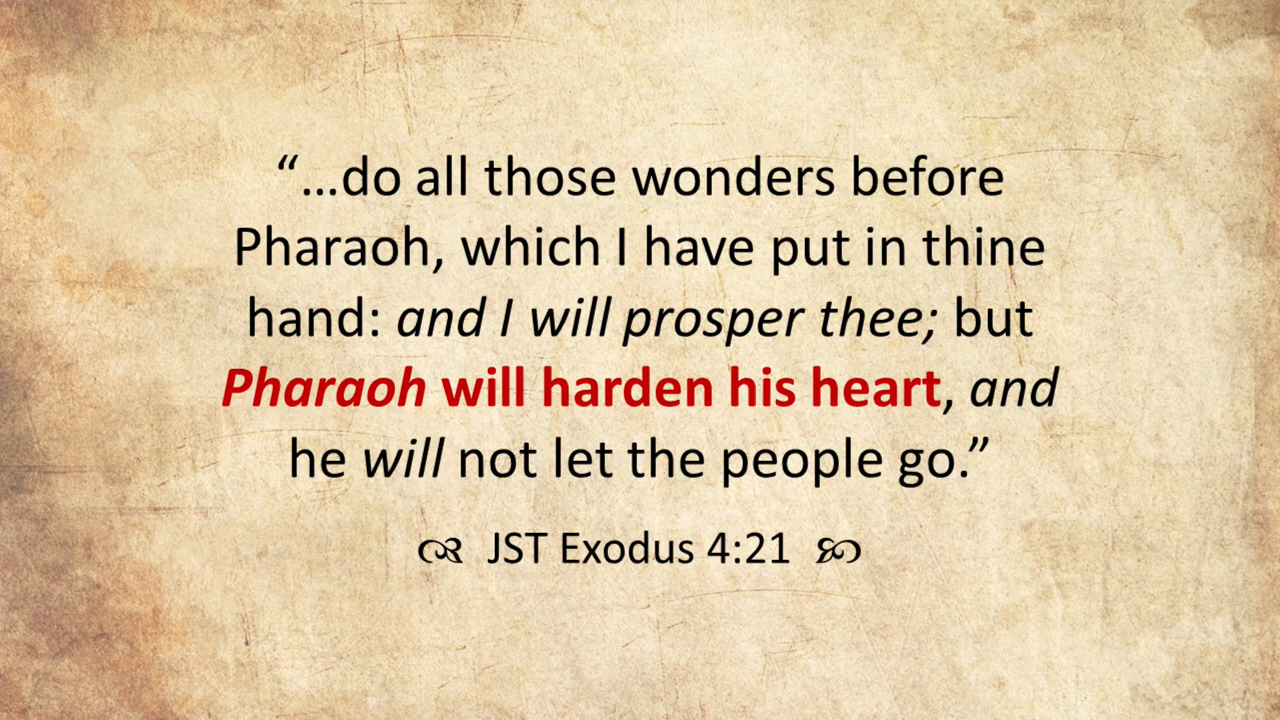 “…do all those wonders before
Pharaoh, which I have put in thine
hand: and I will prosper thee; but
Pharaoh will harden his heart, and
he will not let the people go.”
JST Exodus 4:21